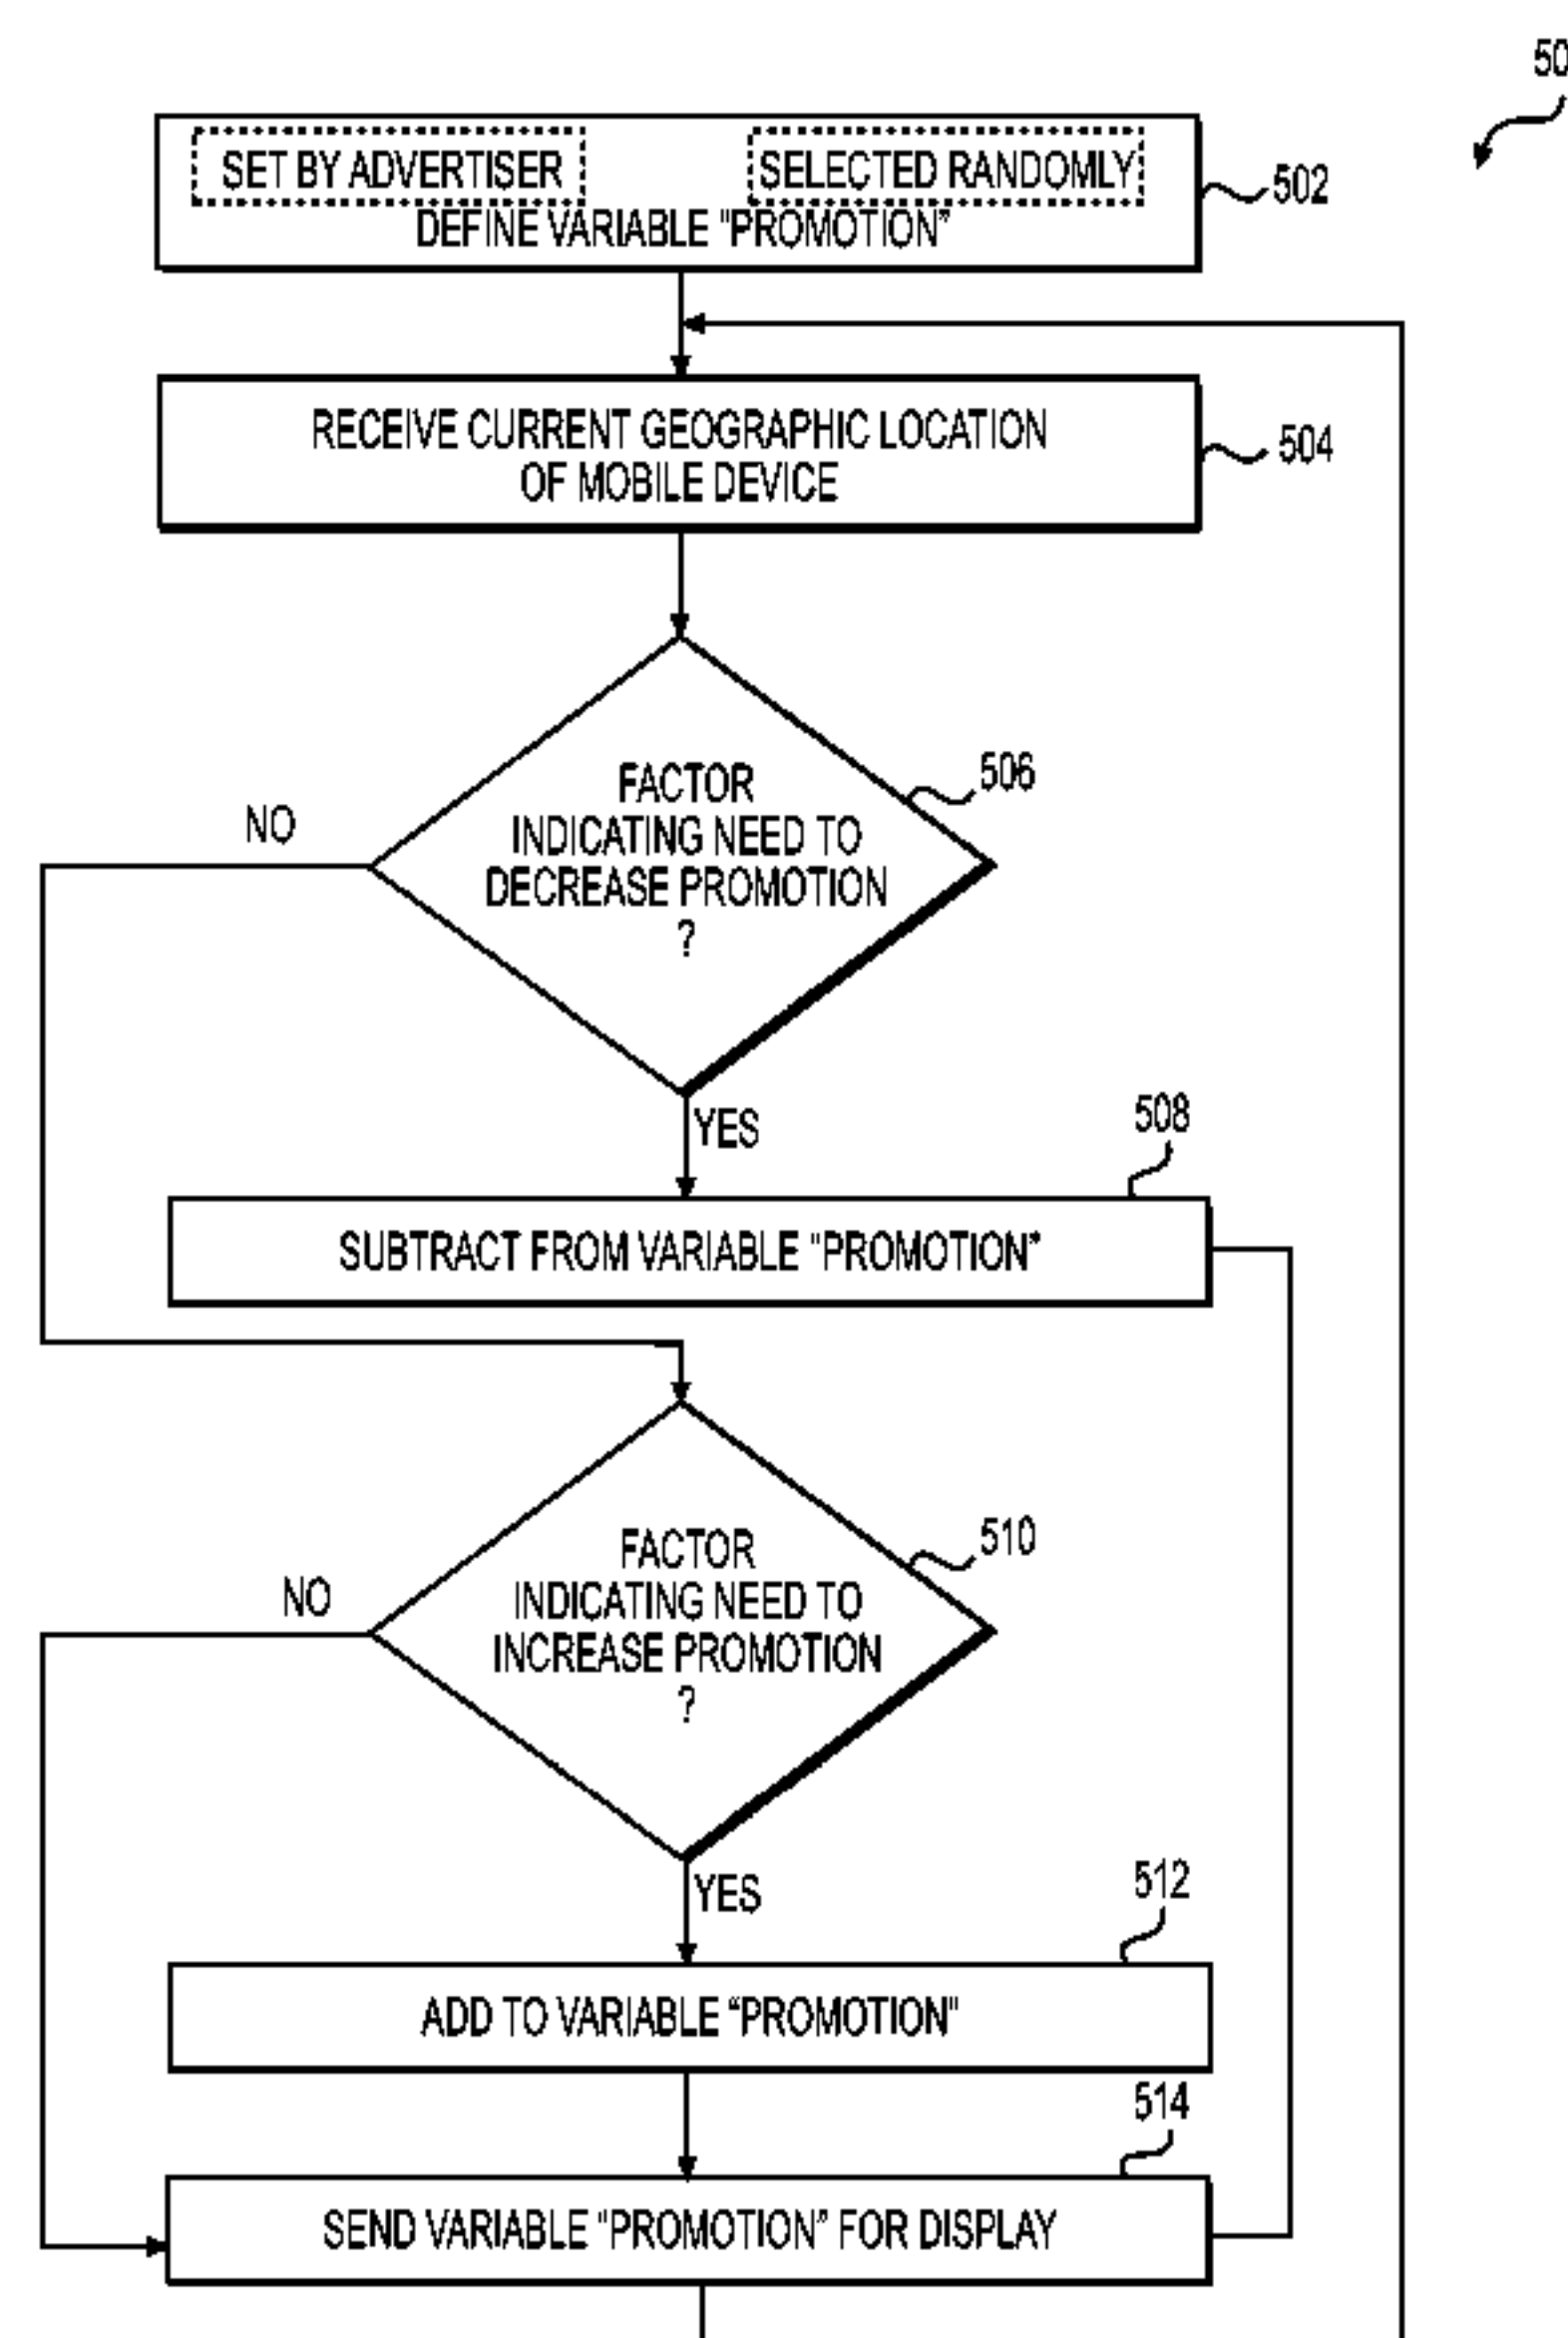 50
SET BY ADVERTISER
SELECTED RANDOMLY
502
DEFINE VARIABLE "PROMOTION"
RECEIVE CURRENT GEOGRAPHIC LOCATION
OF MOBILE DEVICE
504
506
FACTOR
INDICATING NEED TO
DECREASE PROMOTION
?
NO
YES
508
SUBTRACT FROM VARIABLE "PROMOTION"
510
FACTOR
INDICATING NEED TO
INCREASE PROMOTION
?
NO
YES
512
ADD TO VARIABLE "PROMOTION"
514
SEND VARIABLE "PROMOTION" FOR DISPLAY